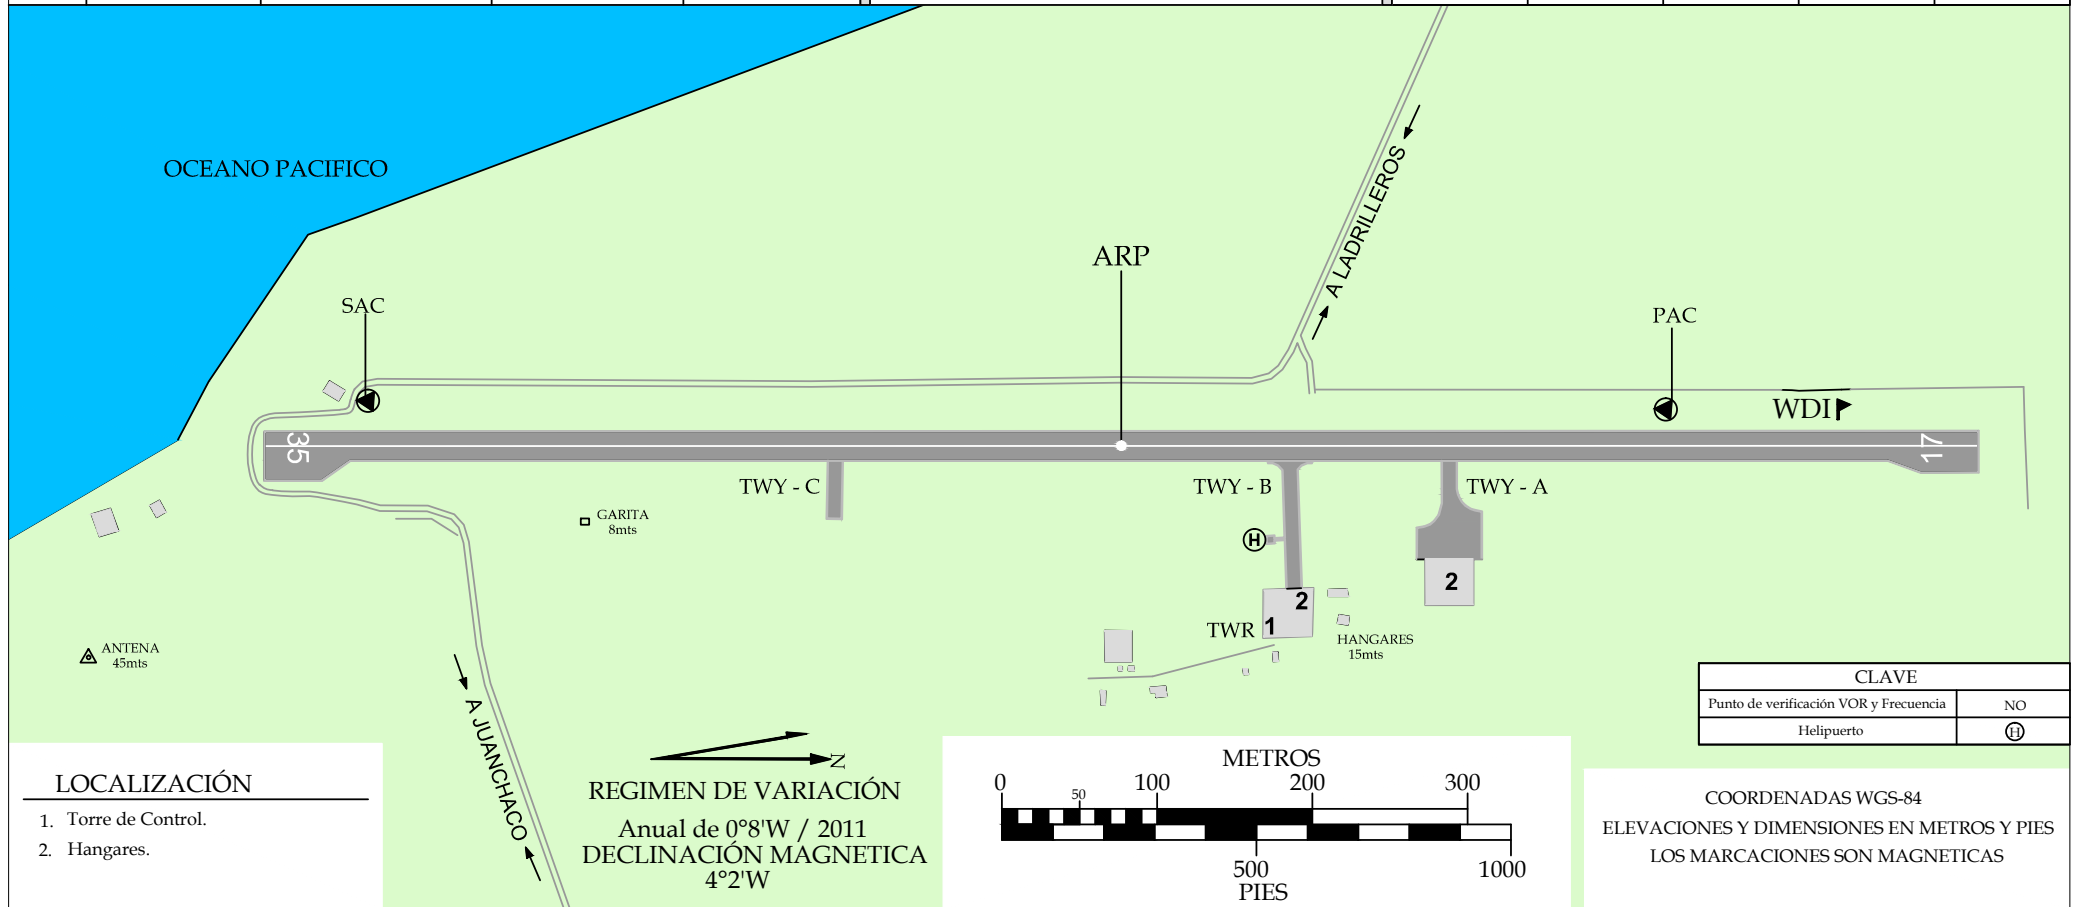 OCEANO PACIFICO
A LADRILLEROS
ARP
SAC
PAC
WDI
35
17
TWY - C
TWY - B
TWY - A
GARITA
8mts
H
2
2
1
TWR
HANGARES
15mts
ANTENA
45mts
A JUANCHACO
CLAVE
Punto de verificación VOR y Frecuencia NO
Helipuerto H
LOCALIZACIÓN
1. Torre de Control.
2. Hangares.
N
REGIMEN DE VARIACIÓN
Anual de 0°8'W / 2011
DECLINACIÓN MAGNETICA
4°2'W
METROS
0 50 100 200 300
500 1000
PIES
COORDENADAS WGS-84
ELEVACIONES Y DIMENSIONES EN METROS Y PIES
LOS MARCACIONES SON MAGNETICAS